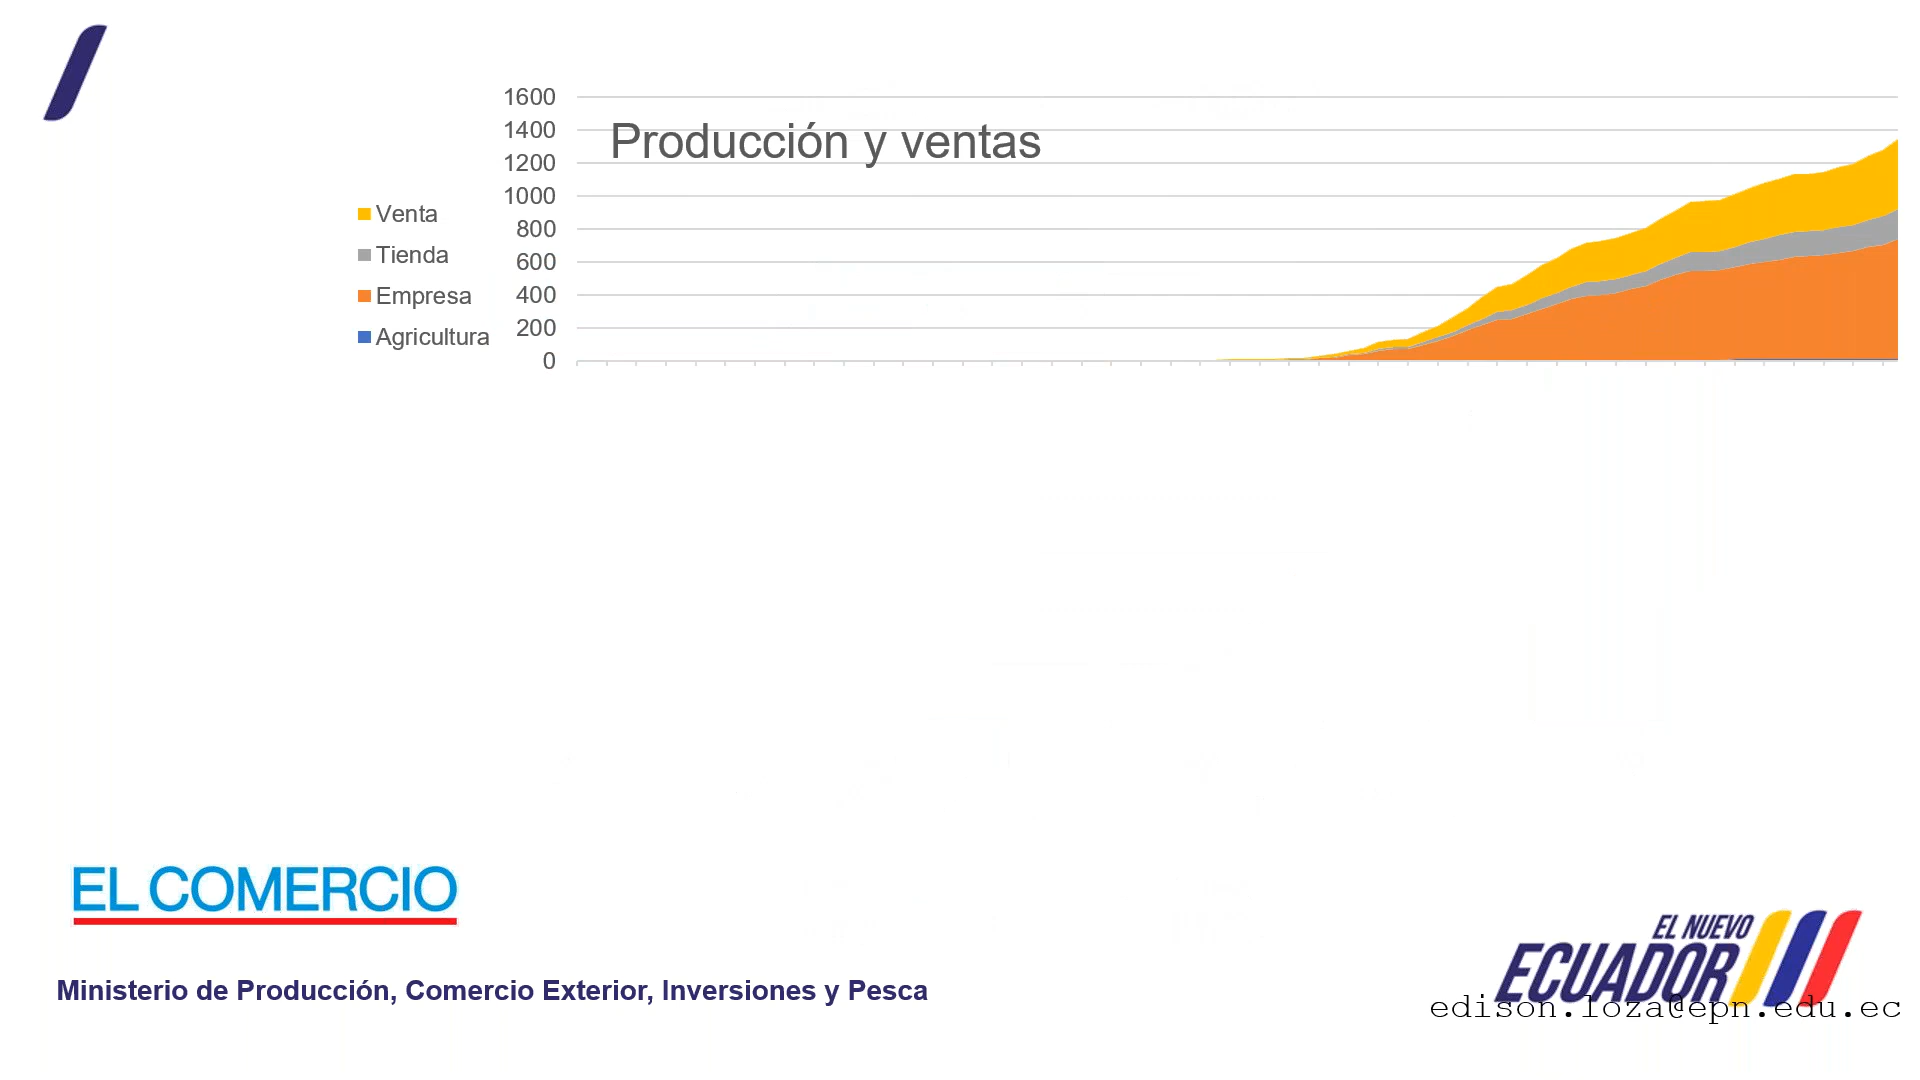 1600
1400
Producción y ventas
1200
1000
Venta
800
Tienda
600
Empresa
400
Agricultura
200
0
EL COMERCIO
EL NUEVO
ECUADOR
Ministerio de Producción, Comercio Exterior, Inversiones y Pesca
edison.loza@epn.edu.ec